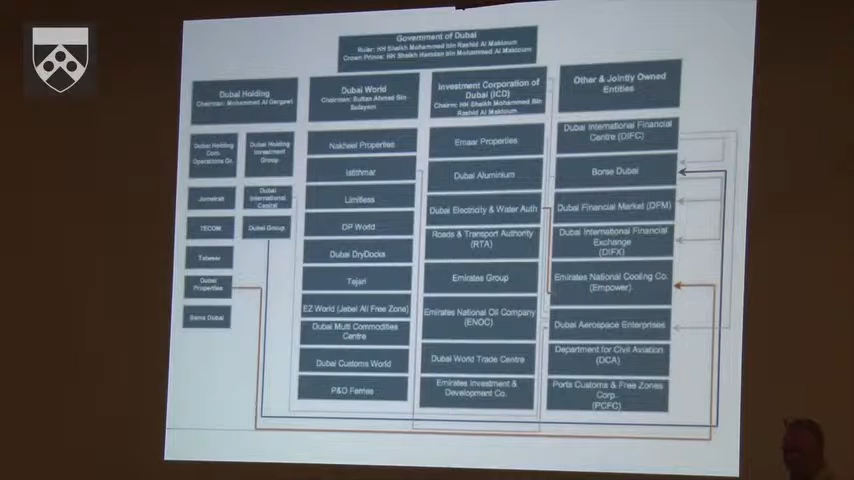 Government of Dubai
Ruler: HH Sheikh Mohammed bin Rashid Al Maktoum
Crown Prince: HH Sheikh Hamdan bin Mohammed Al Maktoum
Dubai Holding
Chairman: Mohammed Al Gergawi
Dubai Holding
Com.
Operations Gr.
Dubai Holding
Investment
Group
Jumeirah
Dubai
International
Capital
TECOM
Dubai Group
Tatweer
Dubai
Properties
Sama Dubai
Dubai World
Chairman: Sultan Ahmed Bin
Sulayem
Nakheel Properties
Istithmar
Limitless
DP World
Dubai DryDocks
Tejari
EZ World (Jebel Ali Free Zone)
Dubai Multi Commodities
Centre
Dubai Customs World
P&O Ferries
Investment Corporation of
Dubai (ICD)
Chairm: HH Sheikh Mohammed Bin
Rashid Al Maktoum
Emaar Properties
Dubai Aluminium
Dubai Electricity & Water Auth
Roads & Transport Authority
(RTA)
Emirates Group
Emirates National Oil Company
(ENOC)
Dubai World Trade Centre
Emirates Investment &
Development Co.
Other & Jointly Owned
Entities
Dubai International Financial
Centre (DIFC)
Borse Dubai
Dubai Financial Market (DFM)
Dubai International Financial
Exchange
(DIFX)
Emirates National Cooling Co.
(Empower)
Dubai Aerospace Enterprises
Department for Civil Aviation
(DCA)
Ports Customs & Free Zones
Corp.
(PCFC)